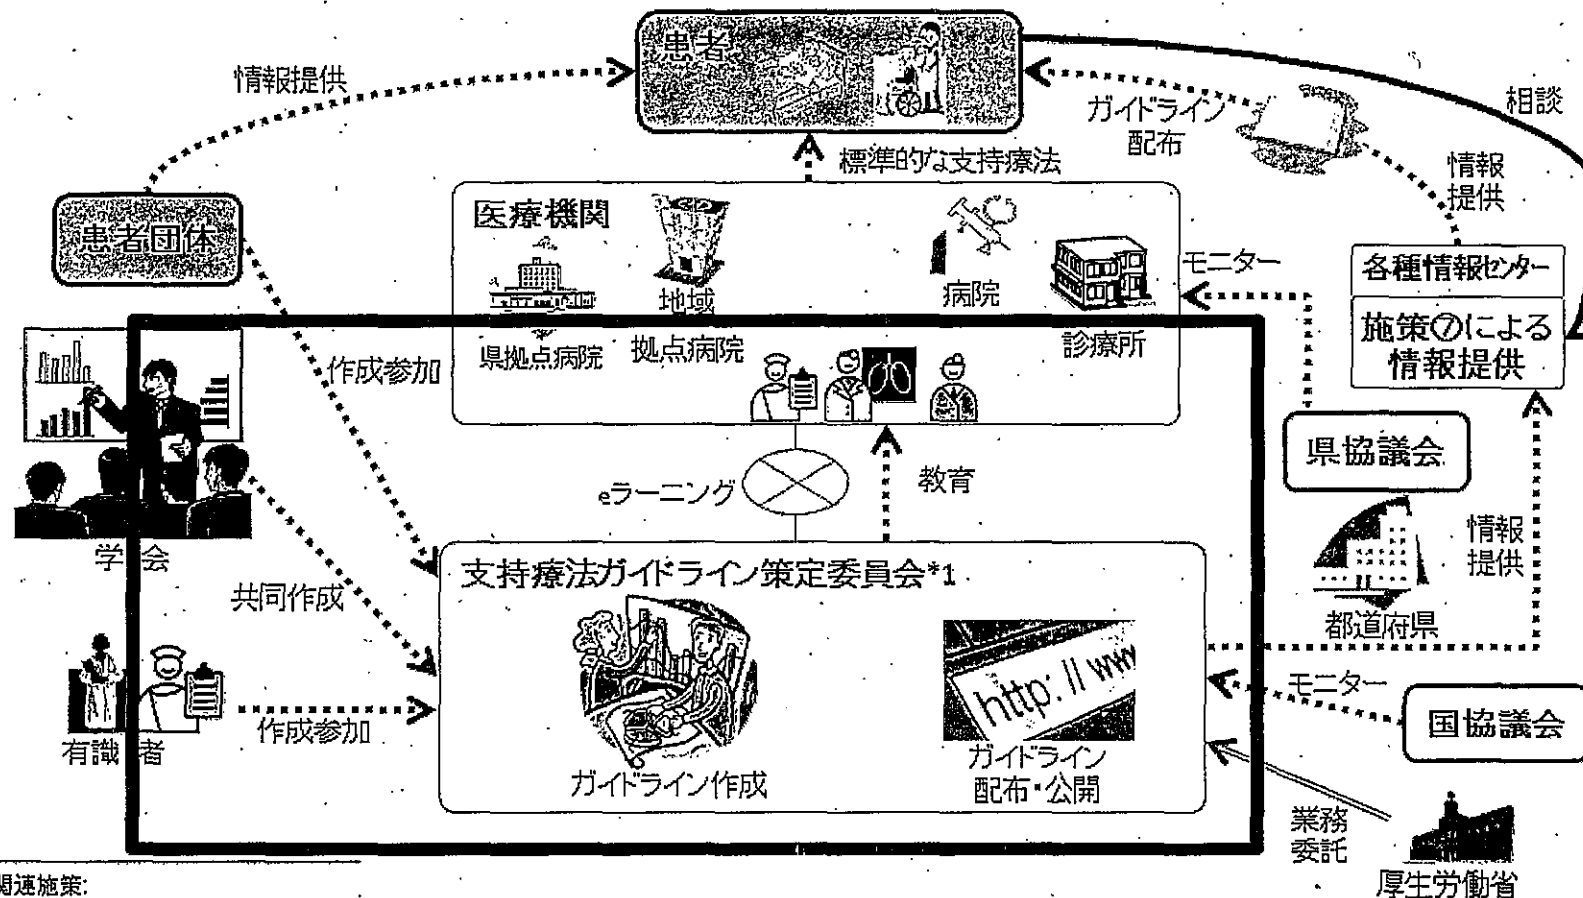 患者
情報提供
ガイドライン
配布
相談
標準的な支持療法
情報
提供
患者団体
医療機関
県拠点病院
地域
拠点病院
病院
診療所
モニター
各種情報センター
施策⑦による
情報提供
作成参加
県協議会
eラーニング
教育
学会
都道府県
情報
提供
共同作成
支持療法ガイドライン策定委員会*1
モニター
国協議会
有識者
作成参加
ガイドライン作成
http://www
ガイドライン
配布・公開
業務
委託
厚生労働省
関連施策: